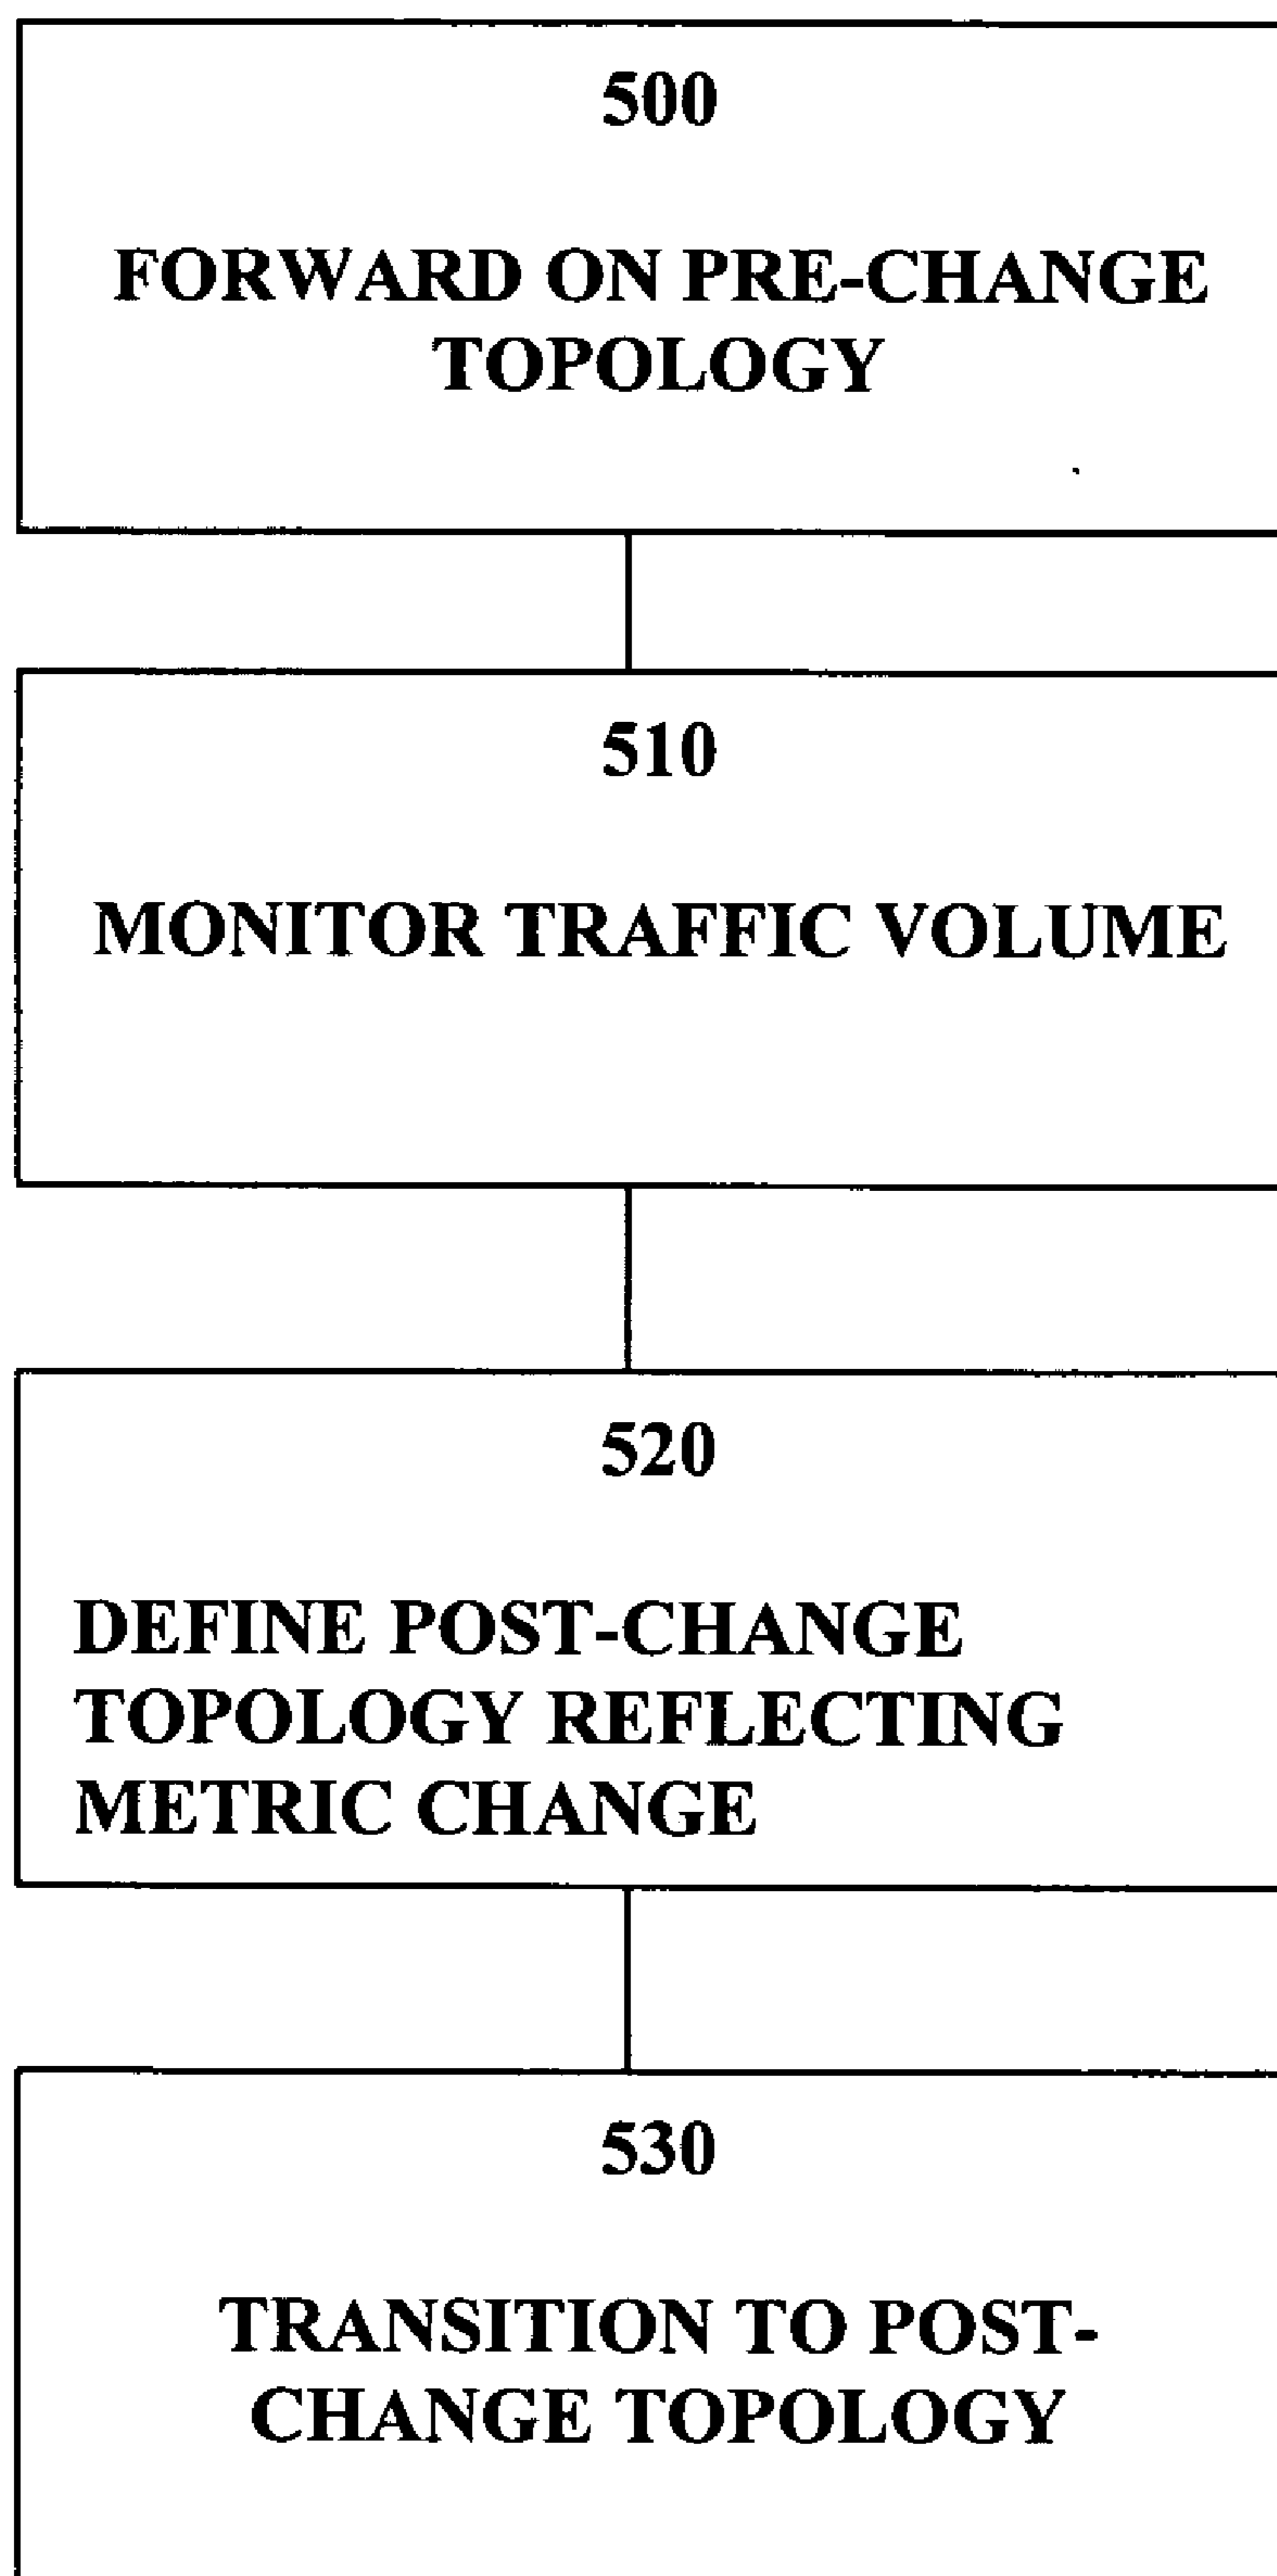 500
FORWARD ON PRE-CHANGE
TOPOLOGY
510
MONITOR TRAFFIC VOLUME
520
DEFINE POST-CHANGE
TOPOLOGY REFLECTING
METRIC CHANGE
530
TRANSITION TO POST-
CHANGE TOPOLOGY